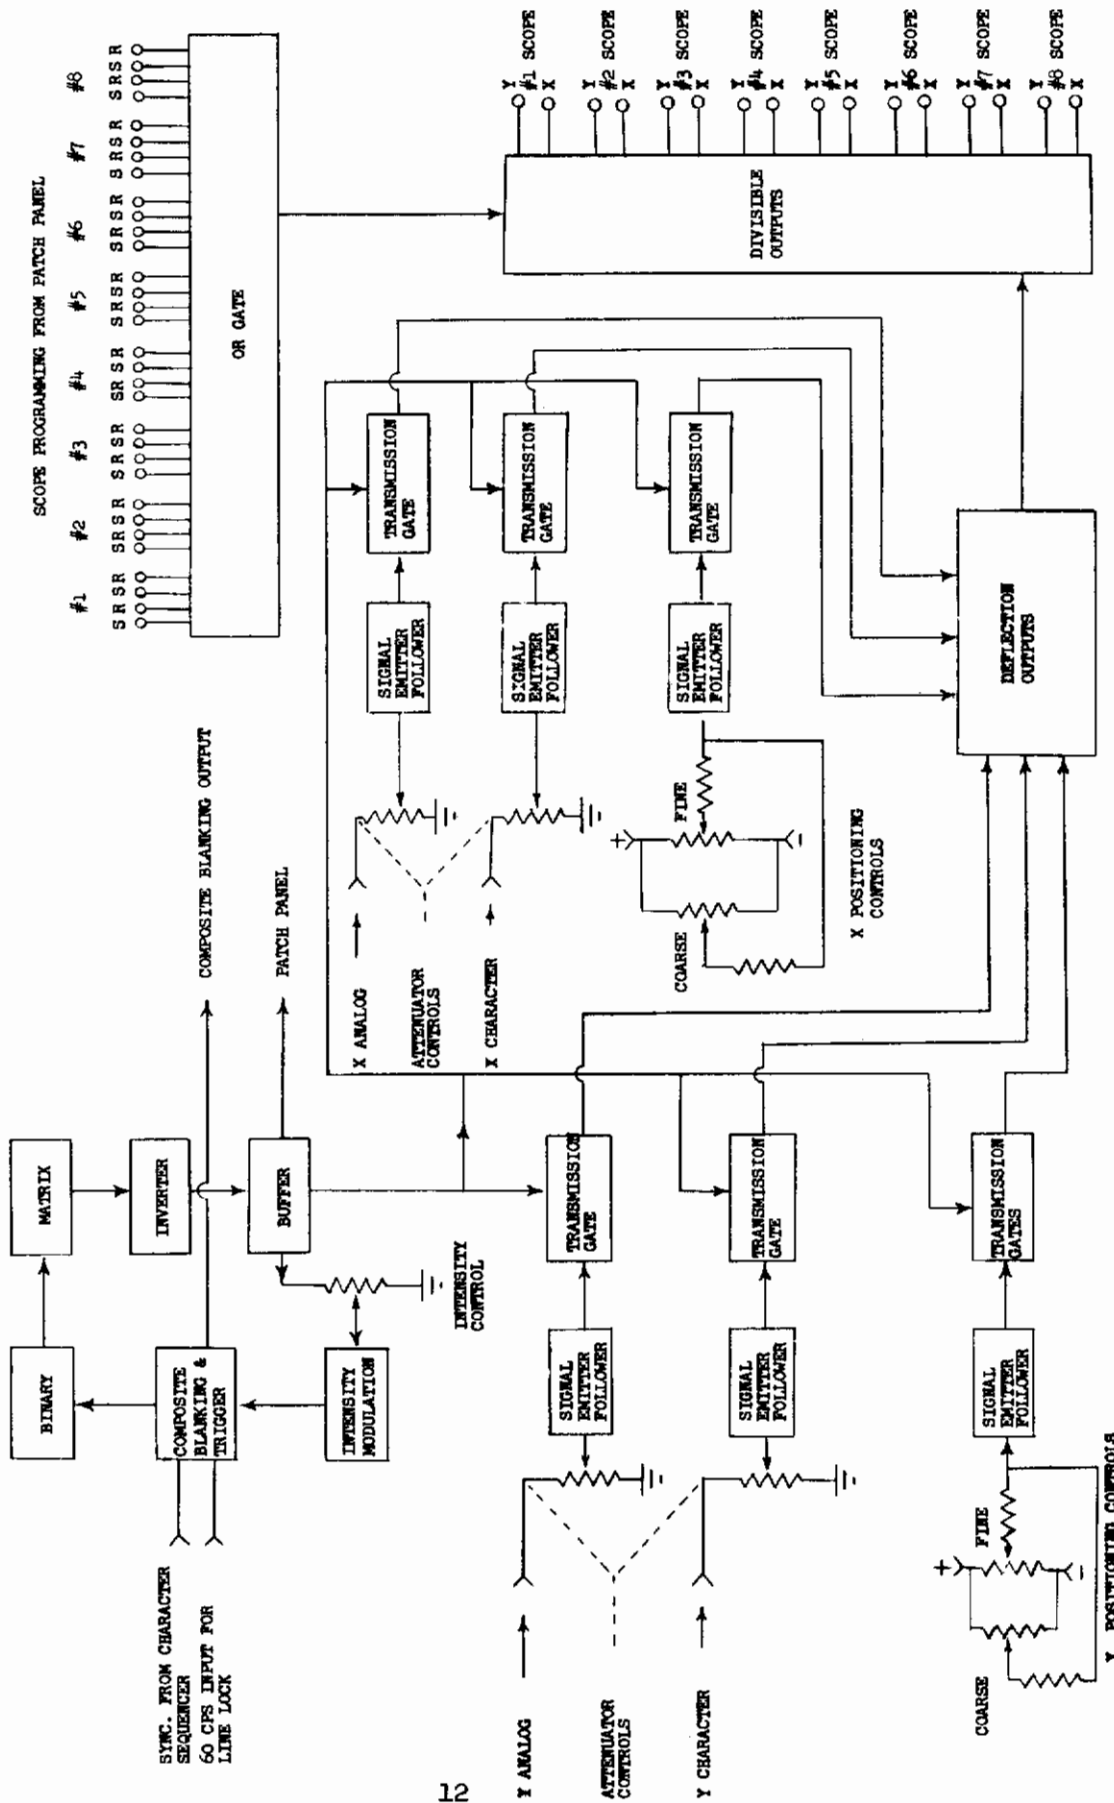 SCOPE PROGRAMMING FROM PATCH PANEL
#1 #2 #3 #4 #5 #6 #7 #8
S R S R S R S R S R S R S R S R S R S R S R S R S R S R S R S R
OR GATE
MATRIX
BINARY
INVERTER
COMPOSITE
BLANKING &
TRIGGER
BUFFER
INTENSITY
MODULATION
INTENSITY
CONTROL
SYNC. FROM CHARACTER
SEQUENCER
60 CPS INPUT FOR
LINE LOCK
COMPOSITE BLANKING OUTPUT
PATCH PANEL
X ANALOG
ATTENUATOR
CONTROLS
X CHARACTER
SIGNAL
EMITTER
FOLLOWER
TRANSMISSION
GATE
SIGNAL
EMITTER
FOLLOWER
TRANSMISSION
GATE
COARSE
+
FINE
-
X POSITIONING
CONTROLS
SIGNAL
EMITTER
FOLLOWER
TRANSMISSION
GATE
Y ANALOG
ATTENUATOR
CONTROLS
Y CHARACTER
SIGNAL
EMITTER
FOLLOWER
TRANSMISSION
GATE
SIGNAL
EMITTER
FOLLOWER
TRANSMISSION
GATE
COARSE
+
FINE
-
Y POSITIONING CONTROLS
SIGNAL
EMITTER
FOLLOWER
TRANSMISSION
GATES
DEFLECTION
OUTPUTS
DIVISIBLE
OUTPUTS
Y
#1 SCOPE
X
Y
#2 SCOPE
X
Y
#3 SCOPE
X
Y
#4 SCOPE
X
Y
#5 SCOPE
X
Y
#6 SCOPE
X
Y
#7 SCOPE
X
Y
#8 SCOPE
X
12